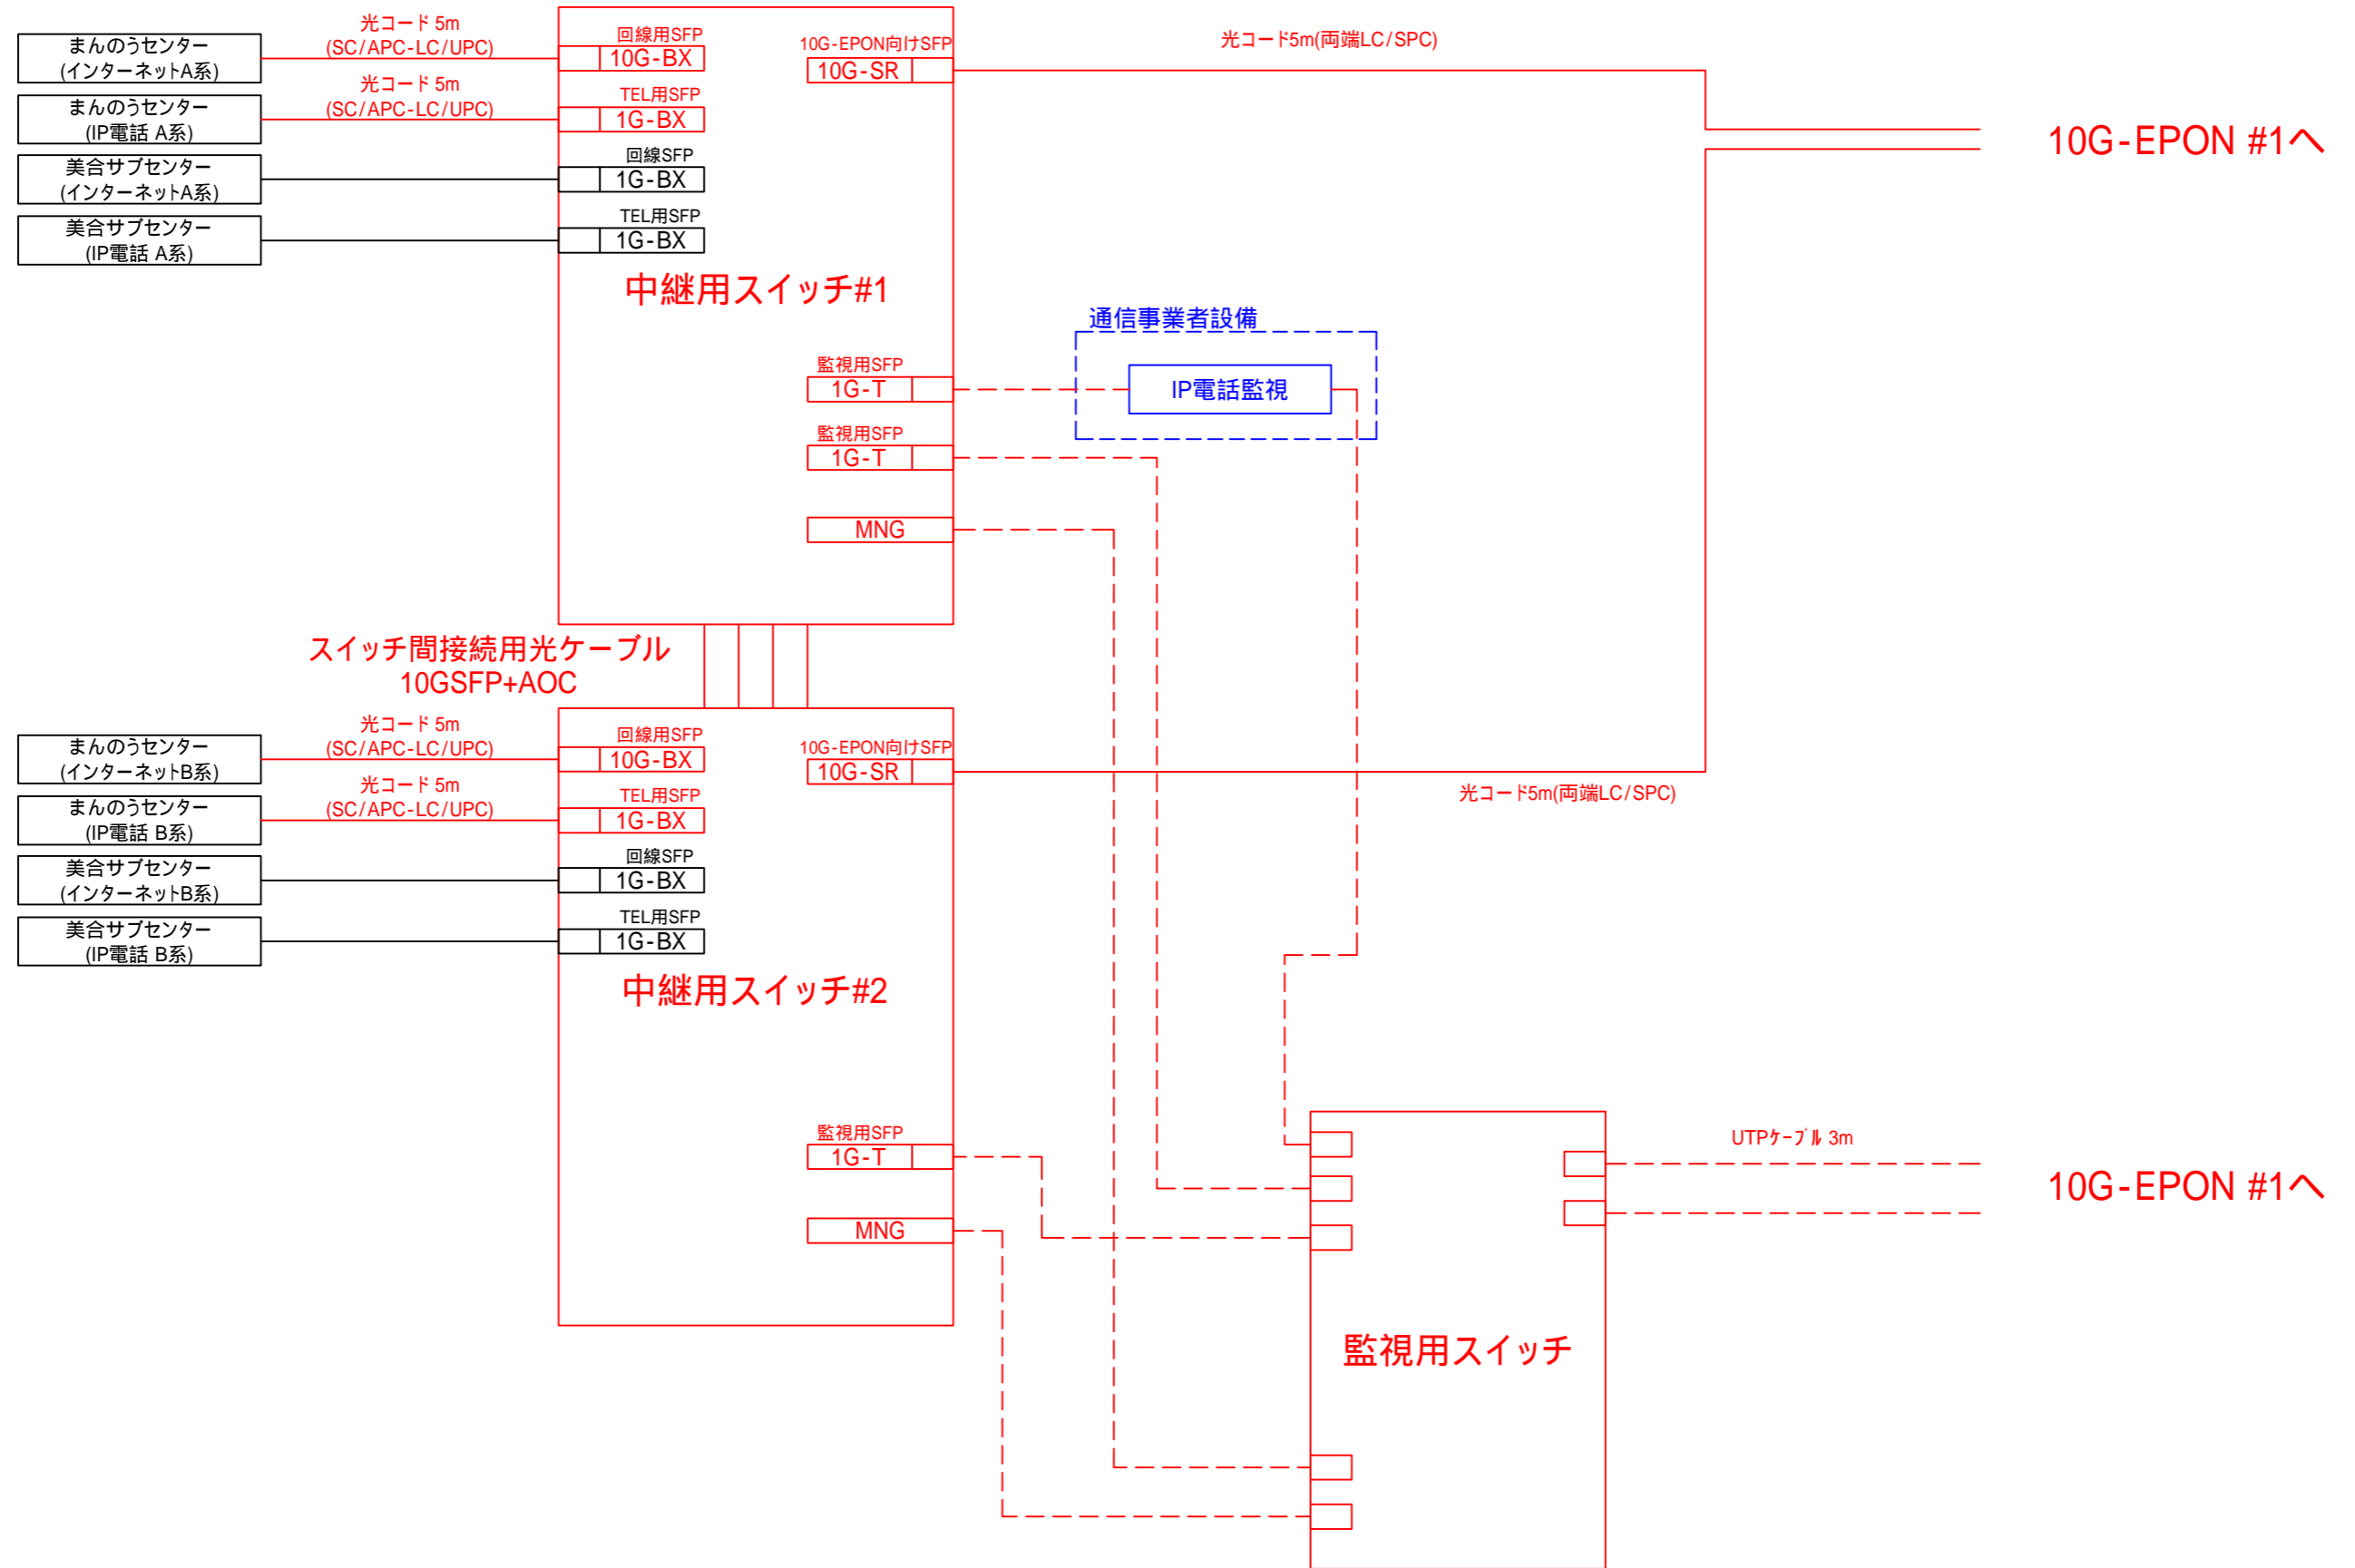 まんのうセンター
(インターネットA系)
光コード 5m
(SC/APC-LC/UPC)
回線用SFP
10G-BX
まんのうセンター
(IP電話 A系)
光コード 5m
(SC/APC-LC/UPC)
TEL用SFP
1G-BX
美合サブセンター
(インターネットA系)
回線SFP
1G-BX
美合サブセンター
(IP電話 A系)
TEL用SFP
1G-BX
中継用スイッチ#1
10G-EPON向けSFP
10G-SR
光コード5m(両端LC/SPC)
10G-EPON #1へ
監視用SFP
1G-T
通信事業者設備
IP電話監視
監視用SFP
1G-T
MNG
スイッチ間接続用光ケーブル
10GSFP+AOC
まんのうセンター
(インターネットB系)
光コード 5m
(SC/APC-LC/UPC)
回線用SFP
10G-BX
まんのうセンター
(IP電話 B系)
光コード 5m
(SC/APC-LC/UPC)
TEL用SFP
1G-BX
美合サブセンター
(インターネットB系)
回線SFP
1G-BX
美合サブセンター
(IP電話 B系)
TEL用SFP
1G-BX
中継用スイッチ#2
10G-EPON向けSFP
10G-SR
光コード5m(両端LC/SPC)
監視用SFP
1G-T
MNG
監視用スイッチ
UTPケーブル 3m
10G-EPON #1へ